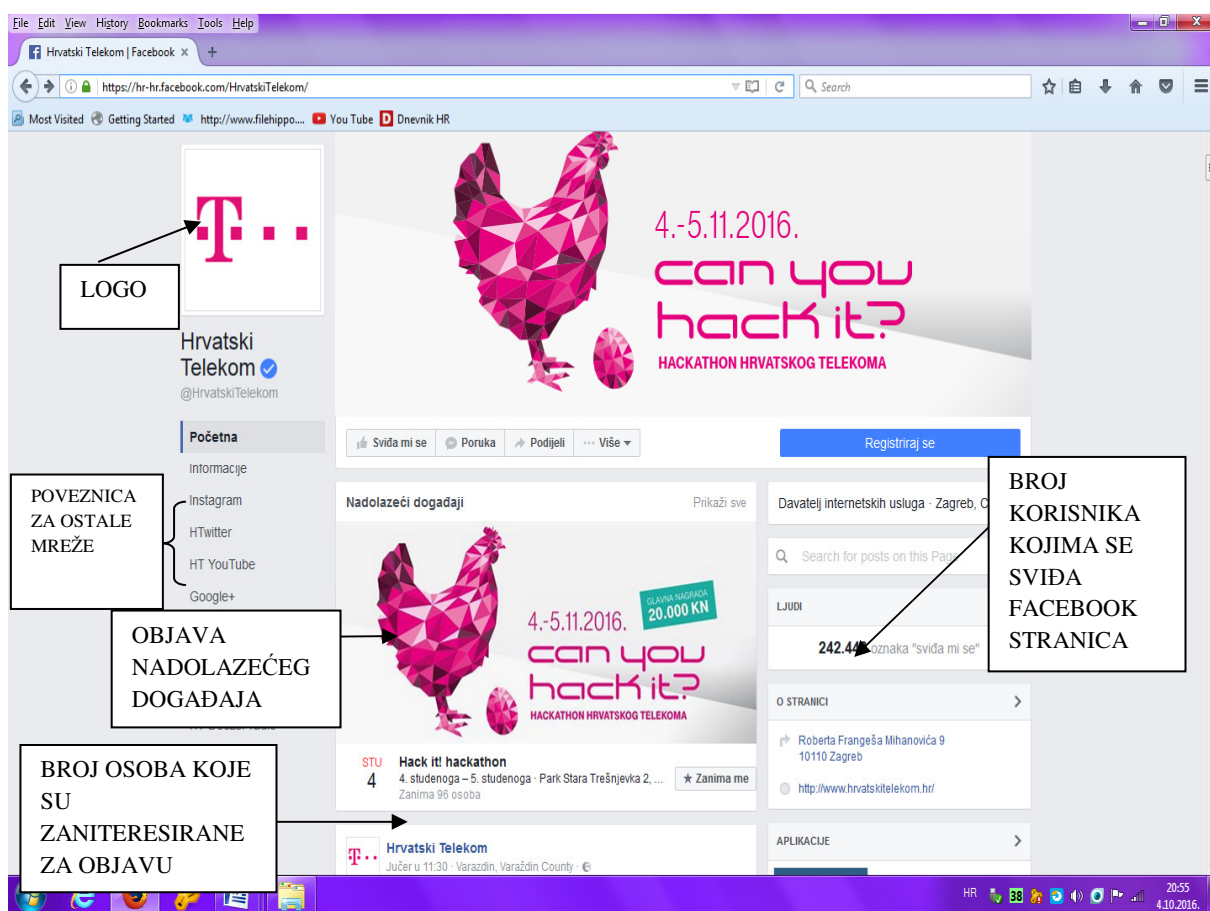 File Edit View History Bookmarks Tools Help
Hrvatski Telekom | Facebook
https://hr-hr.facebook.com/HrvatskiTelekom/
Search
Most Visited Getting Started http://www.filehippo.... You Tube Dnevnik HR
T
LOGO
4.-5.11.2016.
can you
hack it?
HACKATHON HRVATSKOG TELEKOMA
Hrvatski
Telekom
@HrvatskiTelekom
Početna
Informacije
Instagram
HTwitter
HT YouTube
Google+
POVEZNICA
ZA OSTALE
MREŽE
Sviđa mi se Poruka Podijeli Više
Registriraj se
Nadolazeći događaji Prikaži sve
GLAVNA NAGRADA
20.000 KN
4.-5.11.2016.
can you
hack it?
HACKATHON HRVATSKOG TELEKOMA
OBJAVA
NADOLAZEĆEG
DOGAĐAJA
STU
4
Hack it! hackathon
4. studenoga – 5. studenoga · Park Stara Trešnjevka 2, ...
Zanima 96 osoba
Zanima me
BROJ OSOBA KOJE
SU
ZANITERESIRANE
ZA OBJAVU
Hrvatski Telekom
Jučer u 11:30 · Varazdin, Varaždin County ·
Davatelj internetskih usluga · Zagreb,
Search for posts on this
LJUDI
oznaka "sviđa mi se"
BROJ
KORISNIKA
KOJIMA SE
SVIĐA
FACEBOOK
STRANICA
O STRANICI
Roberta Frangeša Mihanovića 9
10110 Zagreb
http://www.hrvatskitelekom.hr/
APLIKACIJE
HR 38 20:55
4.10.2016.